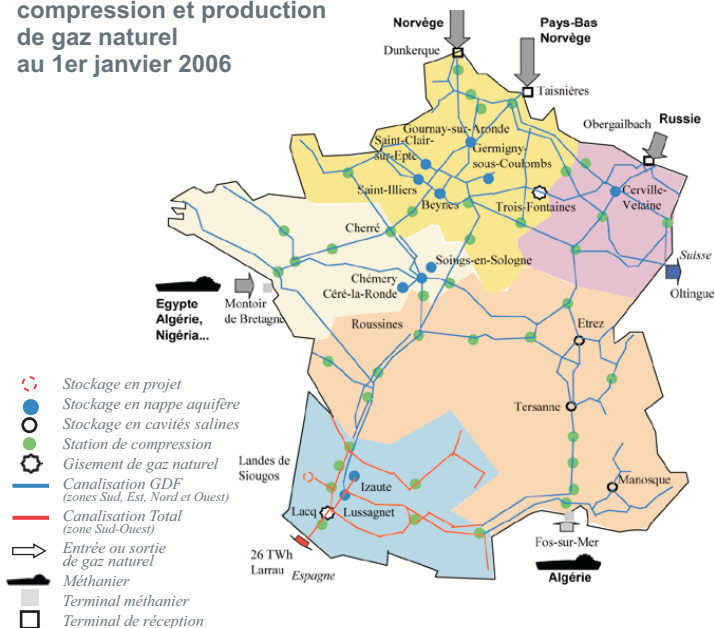 compression et production
de gaz naturel
au 1er janvier 2006
Norvège
Pays-Bas
Norvège
Dunkerque
Taisnières
Obergailbach
Russie
Gournay-sur-Aronde
Saint-Clair-
sur-Epte
Germigny-
sous-Coulombs
Saint-Illiers
Beynes
Trois-Fontaines
Cerville-
Velaine
Cherré
Soings-en-Sologne
Suisse
Chémery
Céré-la-Ronde
Oltingue
Egypte
Algérie,
Nigéria...
Montoir
de Bretagne
Roussines
Etrez
Tersanne
Stockage en projet
Stockage en nappe aquifère
Stockage en cavités salines
Station de compression
Gisement de gaz naturel
Canalisation GDF
(zones Sud, Est, Nord et Ouest)
Canalisation Total
(zone Sud-Ouest)
Entrée ou sortie
de gaz naturel
Méthanier
Terminal méthanier
Terminal de réception
Landes de
Siougos
Izaute
Lacq
Lussagnet
Manosque
26 TWh
Larrau
Espagne
Fos-sur-Mer
Algérie